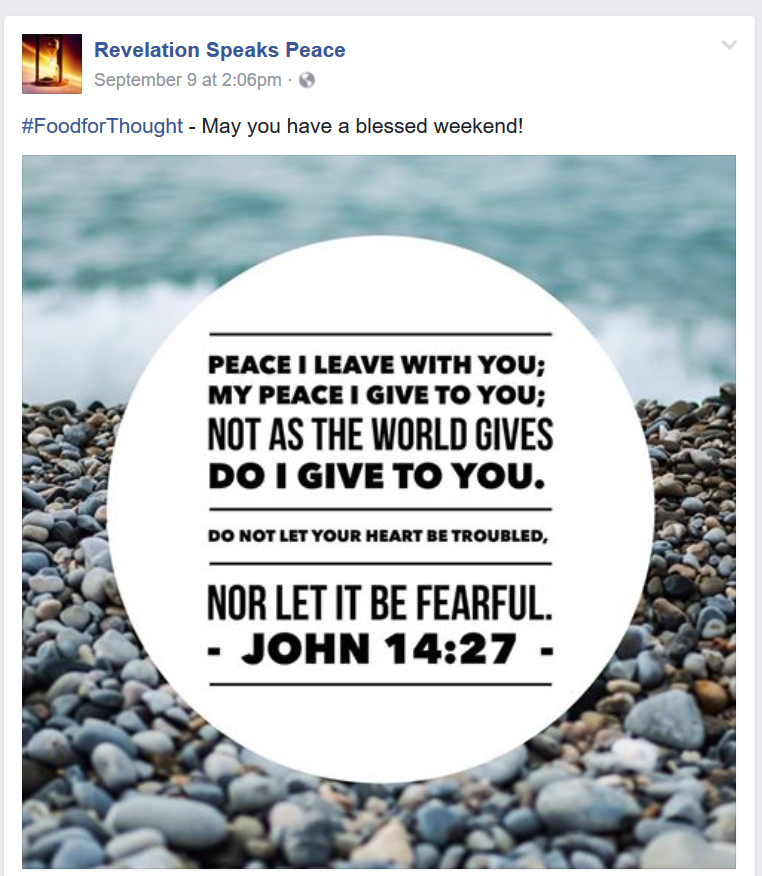 Revelation Speaks Peace
September 9 at 2:06pm ·
#FoodforThought - May you have a blessed weekend!
PEACE I LEAVE WITH YOU;
MY PEACE I GIVE TO YOU;
NOT AS THE WORLD GIVES
DO I GIVE TO YOU.
DO NOT LET YOUR HEART BE TROUBLED,
NOR LET IT BE FEARFUL.
- JOHN 14:27 -